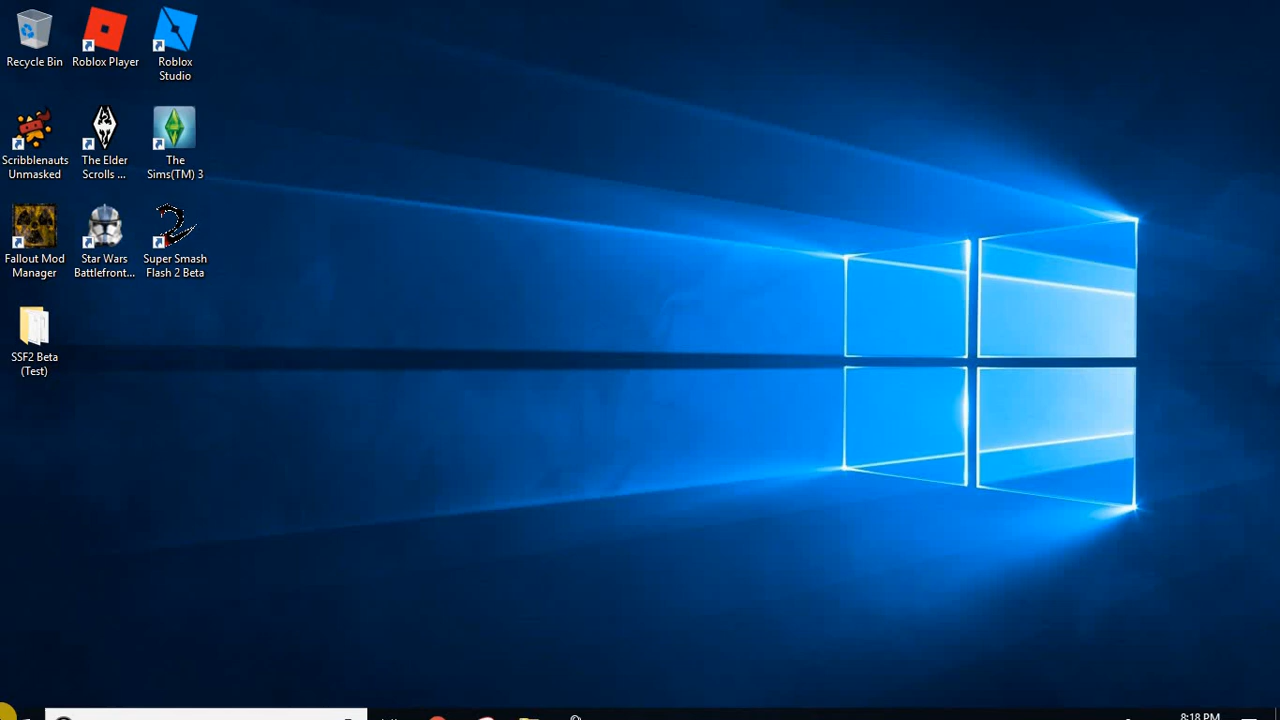 Recycle Bin
Roblox Player
Roblox
Studio
Scribblenauts
Unmasked
The Elder
Scrolls ...
The
Sims(TM) 3
Fallout Mod
Manager
Star Wars
Battlefront...
Super Smash
Flash 2 Beta
SSF2 Beta
(Test)
8:18 PM